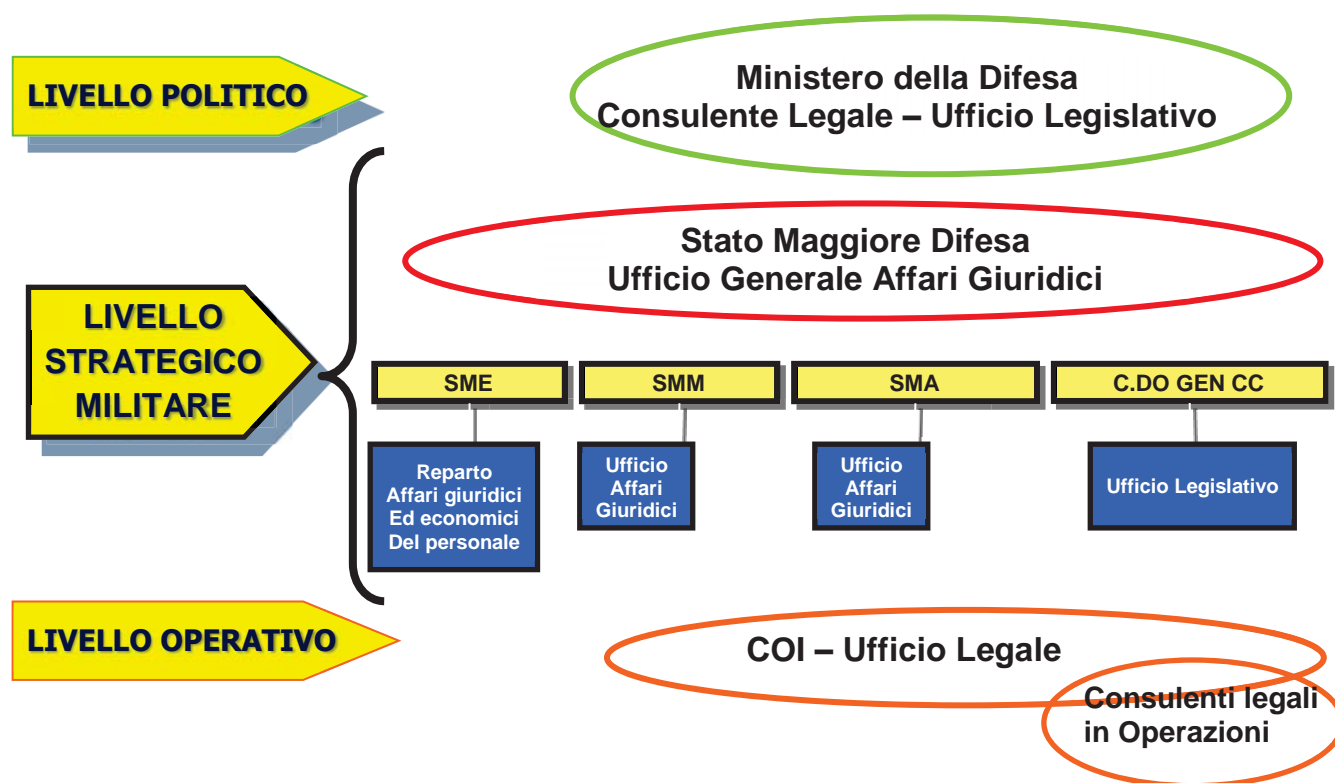 LIVELLO POLITICO
Ministero della Difesa
Consulente Legale – Ufficio Legislativo
Stato Maggiore Difesa
Ufficio Generale Affari Giuridici
LIVELLO
STRATEGICO
MILITARE
SME
SMM
SMA
C.DO GEN CC
Reparto
Affari giuridici
Ed economici
Del personale
Ufficio
Affari
Giuridici
Ufficio
Affari
Giuridici
Ufficio Legislativo
LIVELLO OPERATIVO
COI – Ufficio Legale
Consulenti legali
in Operazioni